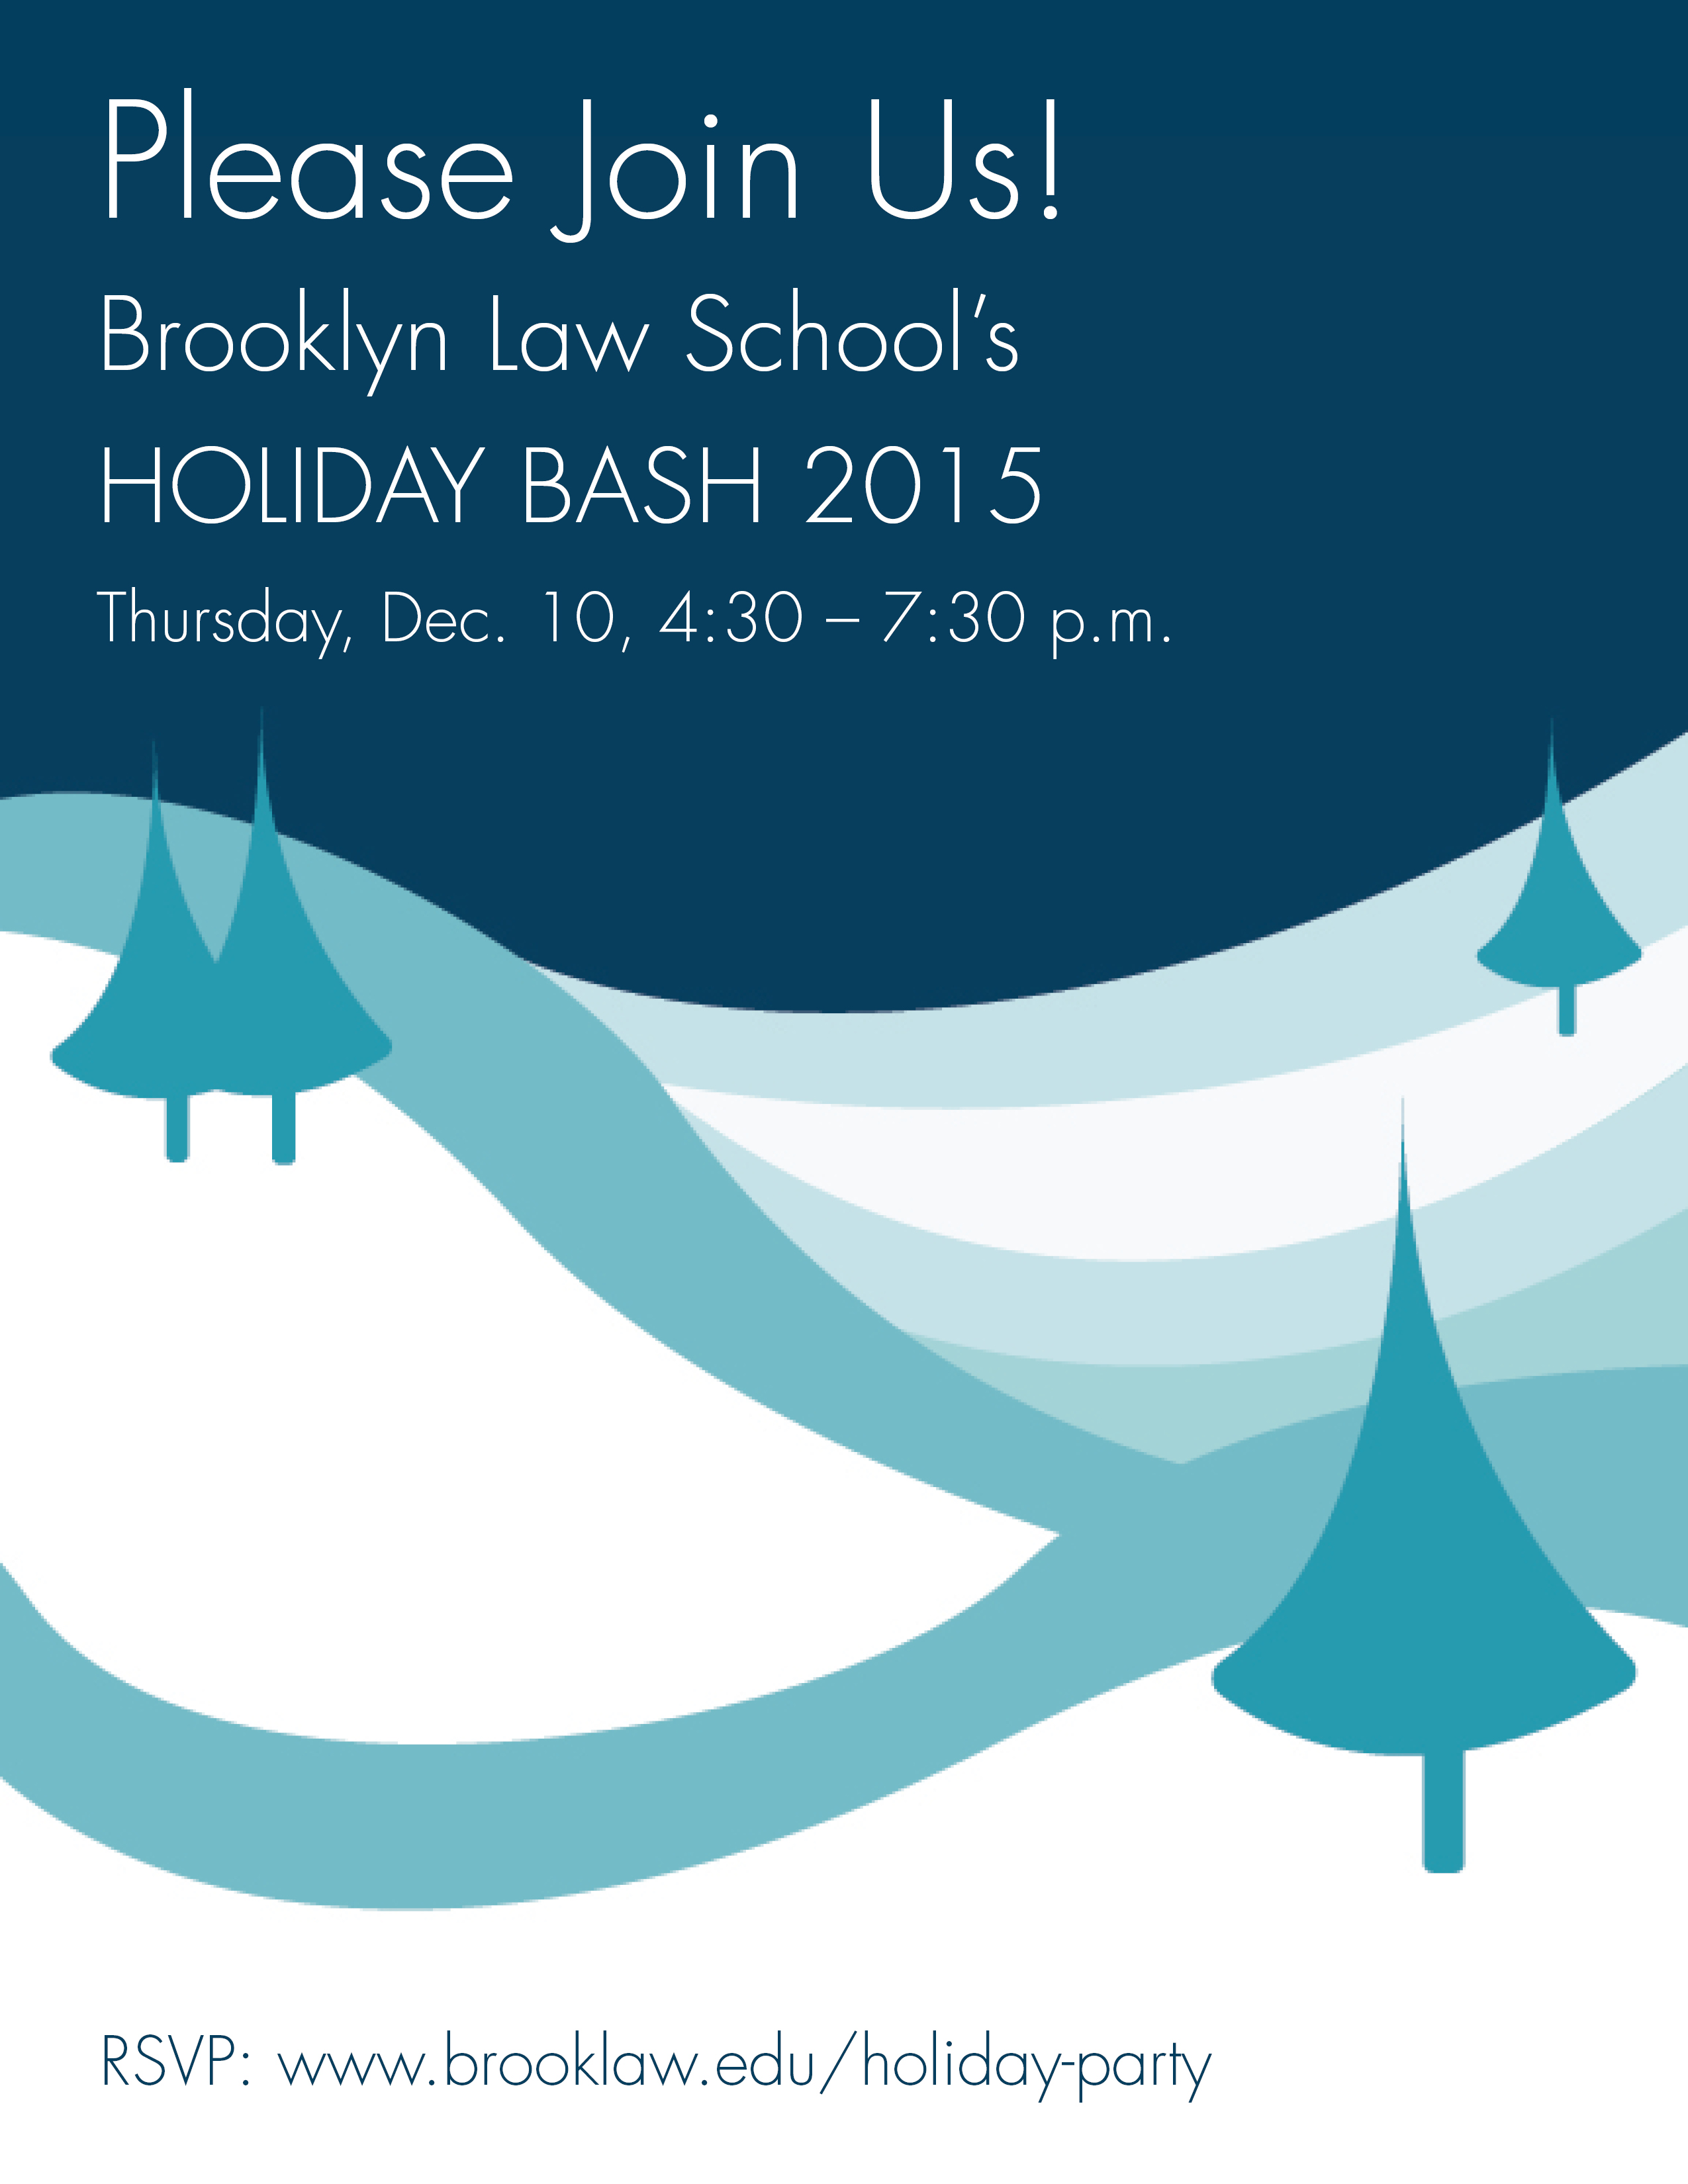 Please Join Us!
Brooklyn Law School’s
HOLIDAY BASH 2015
Thursday, Dec. 10, 4:30 – 7:30 p.m.
RSVP: www.brooklaw.edu/holiday-party